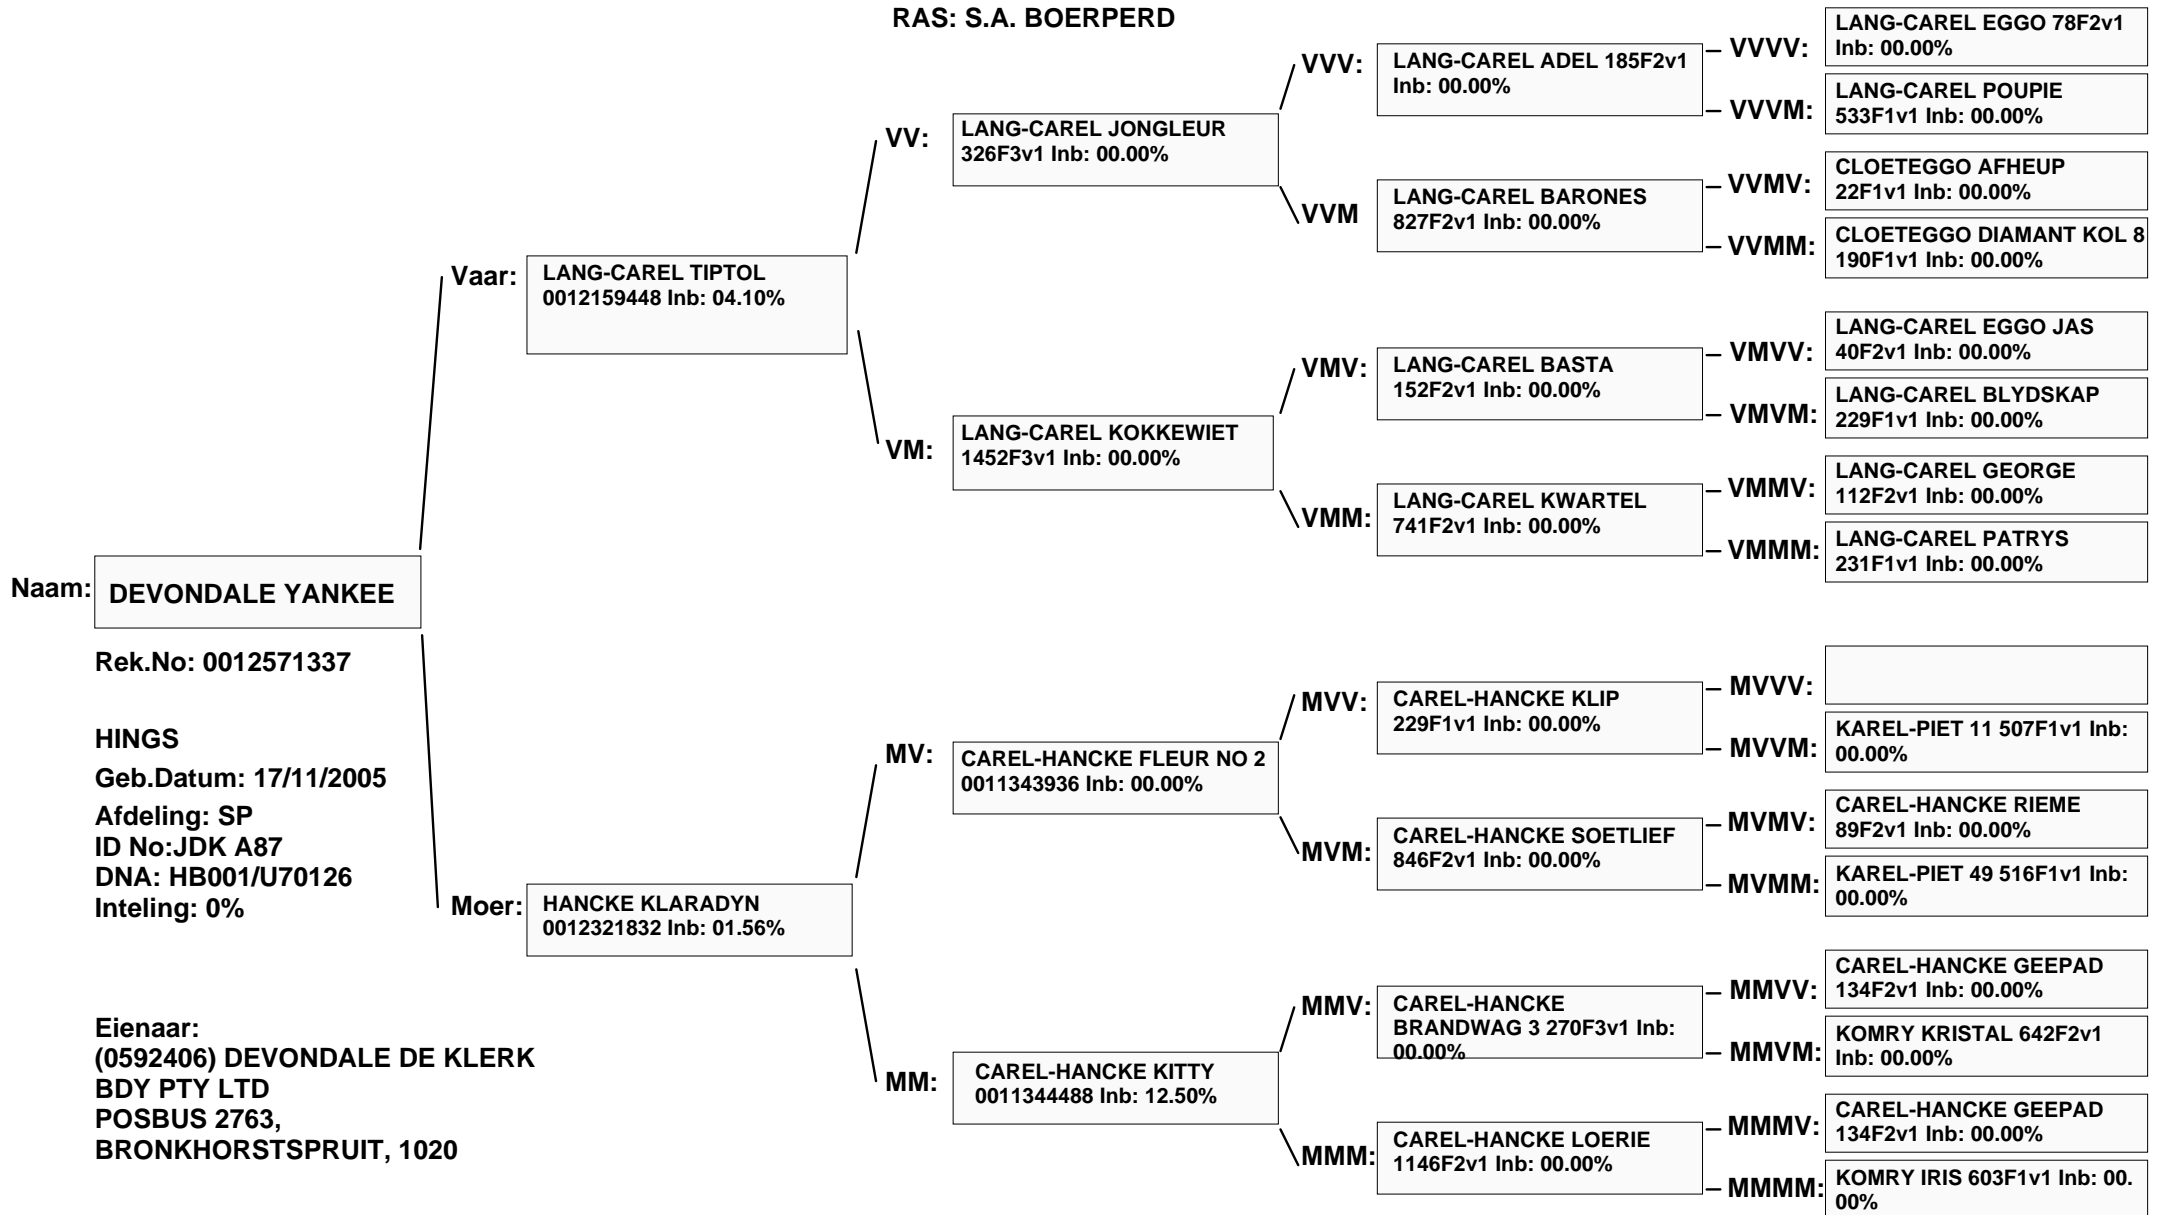 RAS: S.A. BOERPERD
Naam:
DEVONDALE YANKEE
Rek.No: 0012571337
HINGS
Geb.Datum: 17/11/2005
Afdeling: SP
ID No:JDK A87
DNA: HB001/U70126
Inteling: 0%
Eienaar:
(0592406) DEVONDALE DE KLERK
BDY PTY LTD
POSBUS 2763,
BRONKHORSTSPRUIT, 1020
Vaar:
LANG-CAREL TIPTOL
0012159448 Inb: 04.10%
Moer:
HANCKE KLARADYN
0012321832 Inb: 01.56%
VV:
LANG-CAREL JONGLEUR
326F3v1 Inb: 00.00%
VM:
LANG-CAREL KOKKEWIET
1452F3v1 Inb: 00.00%
MV:
CAREL-HANCKE FLEUR NO 2
0011343936 Inb: 00.00%
MM:
CAREL-HANCKE KITTY
0011344488 Inb: 12.50%
VVV:
LANG-CAREL ADEL 185F2v1
Inb: 00.00%
VVM
LANG-CAREL BARONES
827F2v1 Inb: 00.00%
VMV:
LANG-CAREL BASTA
152F2v1 Inb: 00.00%
VMM:
LANG-CAREL KWARTEL
741F2v1 Inb: 00.00%
MVV:
CAREL-HANCKE KLIP
229F1v1 Inb: 00.00%
MVM:
CAREL-HANCKE SOETLIEF
846F2v1 Inb: 00.00%
MMV:
CAREL-HANCKE
BRANDWAG 3 270F3v1 Inb:
00.00%
MMM:
CAREL-HANCKE LOERIE
1146F2v1 Inb: 00.00%
VVVV:
LANG-CAREL EGGO 78F2v1
Inb: 00.00%
VVVM:
LANG-CAREL POUPIE
533F1v1 Inb: 00.00%
VVMV:
CLOETEGGO AFHEUP
22F1v1 Inb: 00.00%
VVMM:
CLOETEGGO DIAMANT KOL 8
190F1v1 Inb: 00.00%
VMVV:
LANG-CAREL EGGO JAS
40F2v1 Inb: 00.00%
VMVM:
LANG-CAREL BLYDSKAP
229F1v1 Inb: 00.00%
VMMV:
LANG-CAREL GEORGE
112F2v1 Inb: 00.00%
VMMM:
LANG-CAREL PATRYS
231F1v1 Inb: 00.00%
MVVV:
MVVM:
KAREL-PIET 11 507F1v1 Inb:
00.00%
MVMV:
CAREL-HANCKE RIEME
89F2v1 Inb: 00.00%
MVMM:
KAREL-PIET 49 516F1v1 Inb:
00.00%
MMVV:
CAREL-HANCKE GEEPAD
134F2v1 Inb: 00.00%
MMVM:
KOMRY KRISTAL 642F2v1
Inb: 00.00%
MMMV:
CAREL-HANCKE GEEPAD
134F2v1 Inb: 00.00%
MMMM:
KOMRY IRIS 603F1v1 Inb: 00.
00%